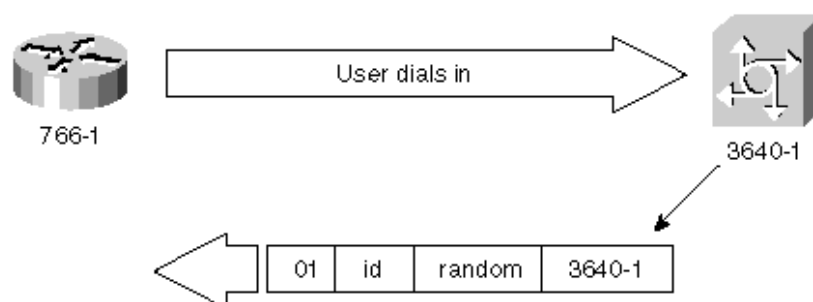 User dials in
766-1
3640-1
01 id random 3640-1